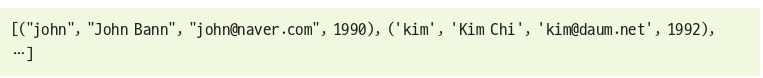 [("john", "John Bann", "john@naver.com", 1990), ('kim', 'Kim Chi', 'kim@daum.net', 1992),
…]